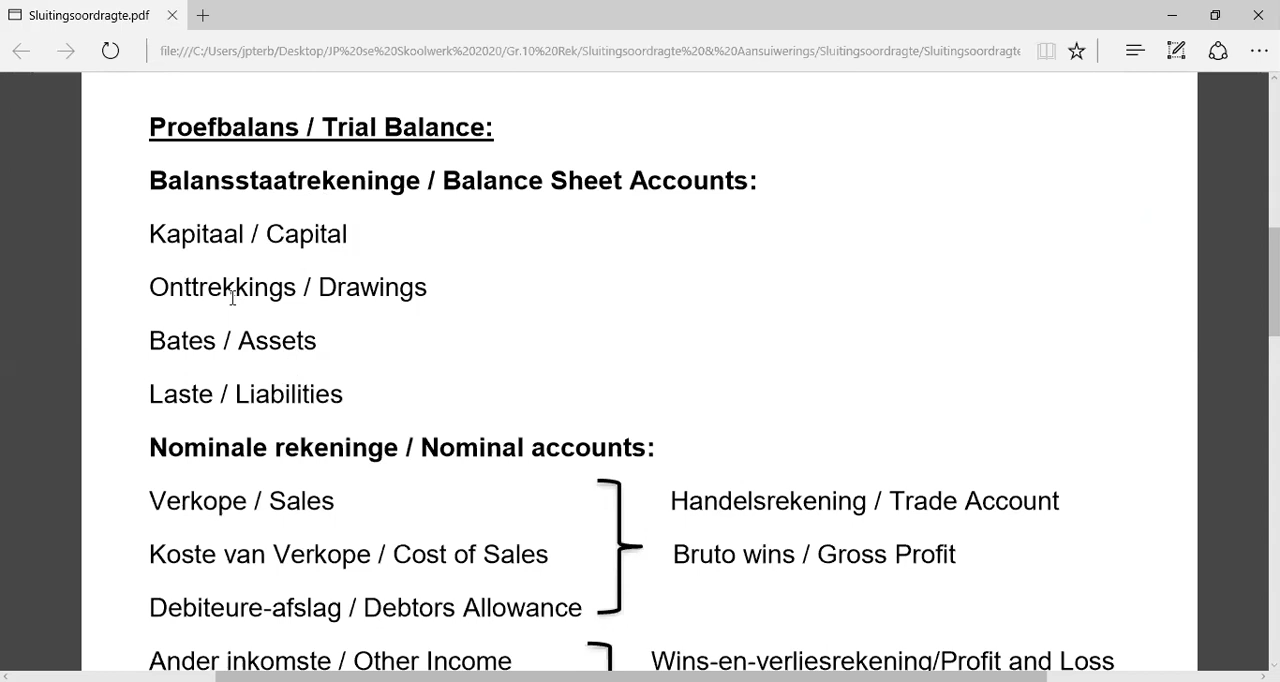 Sluitingsoordragte.pdf
file:///C:/Users/jpterb/Desktop/JP%20se%20Skoolwerk%202020/Gr.10%20Rek/Sluitingsoordragte%20&%20Aansuiwerings/Sluitingsoordragte/Sluitingsoordragte
Proefbalans / Trial Balance:
Balansstaatrekeninge / Balance Sheet Accounts:
Kapitaal / Capital
Onttrekkings / Drawings
Bates / Assets
Laste / Liabilities
Nominale rekeninge / Nominal accounts:
Verkope / Sales Handelsrekening / Trade Account
Koste van Verkope / Cost of Sales Bruto wins / Gross Profit
Debiteure-afslag / Debtors Allowance
Ander inkomste / Other Income Wins-en-verliesrekening/Profit and Loss